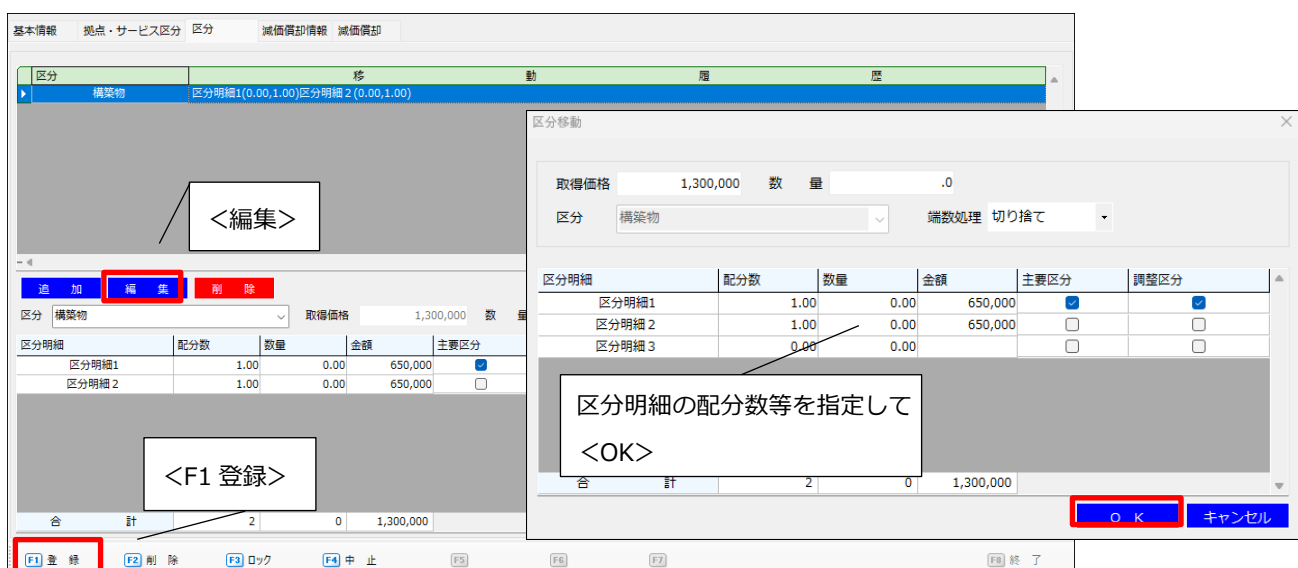 基本情報 拠点・サービス区分 区分 減価償却情報 減価償却
区分 移 動 履 歴
構築物 区分明細1(0.00,1.00)区分明細２(0.00,1.00)
<編集>
追 加 編 集 削 除
区分 構築物 取得価格 1,300,000 数 量
区分明細 配分数 数量 金額 主要区分
区分明細1 1.00 0.00 650,000
区分明細２ 1.00 0.00 650,000
<F1 登録>
合 計 2 0 1,300,000
F1 登 録 F2 削 除 F3 ロック F4 中 止 F5 F6 F7 F8 終 了
区分移動
取得価格 1,300,000 数 量 .0
区分 構築物 端数処理 切り捨て
区分明細 配分数 数量 金額 主要区分 調整区分
区分明細1 1.00 0.00 650,000
区分明細２ 1.00 0.00 650,000
区分明細３ 0.00 0.00
区分明細の配分数等を指定して
<OK>
合 計 2 0 1,300,000
Ｏ Ｋ キャンセル